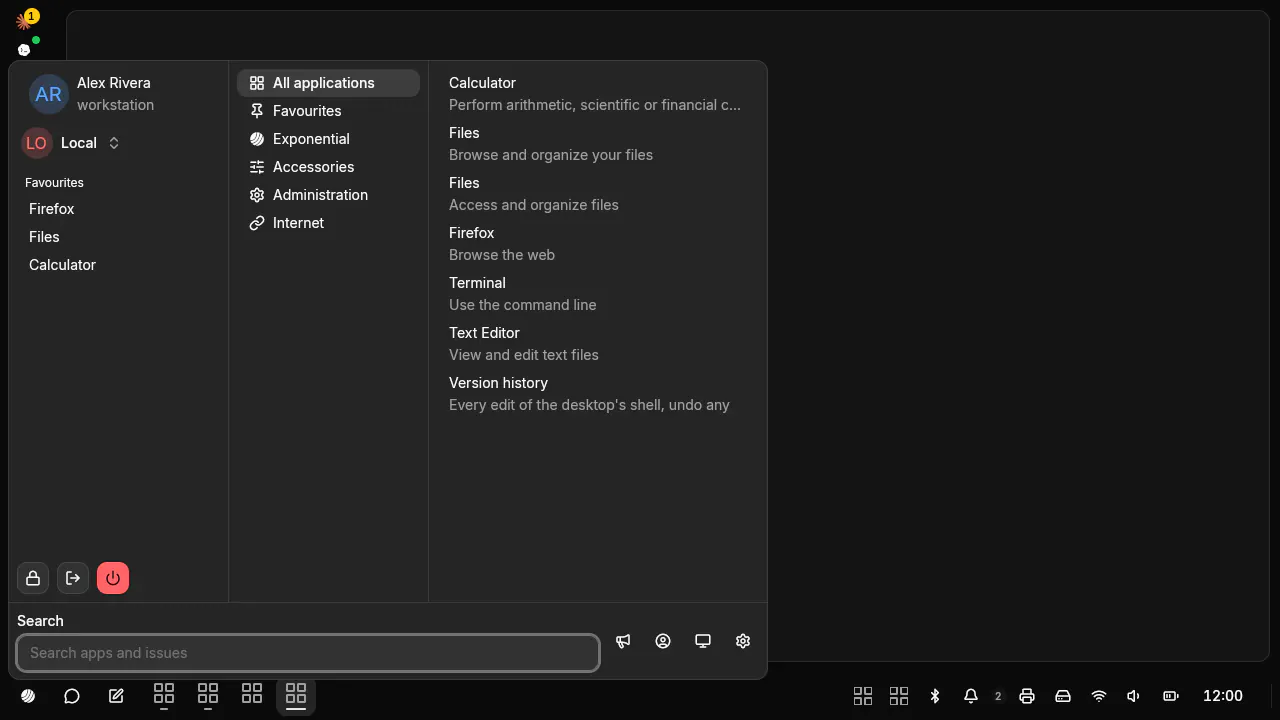 1
AR
Alex Rivera
workstation
LO
Local
Favourites
Firefox
Files
Calculator
All applications
Favourites
Exponential
Accessories
Administration
Internet
Calculator
Perform arithmetic, scientific or financial c...
Files
Browse and organize your files
Files
Access and organize files
Firefox
Browse the web
Terminal
Use the command line
Text Editor
View and edit text files
Version history
Every edit of the desktop's shell, undo any
Search
Search apps and issues
2
12:00